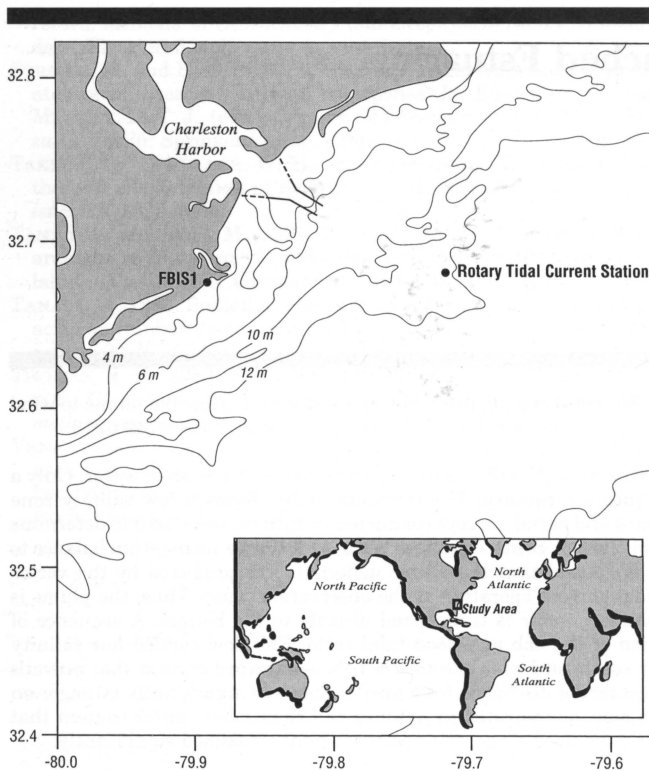 32.8
Charleston
Harbor
32.7
FBIS1
Rotary Tidal Current Station
10 m
4 m
6 m
12 m
32.6
32.5
North Pacific
North
Atlantic
Study Area
South Pacific
South
Atlantic
32.4
-80.0 -79.9 -79.8 -79.7 -79.6